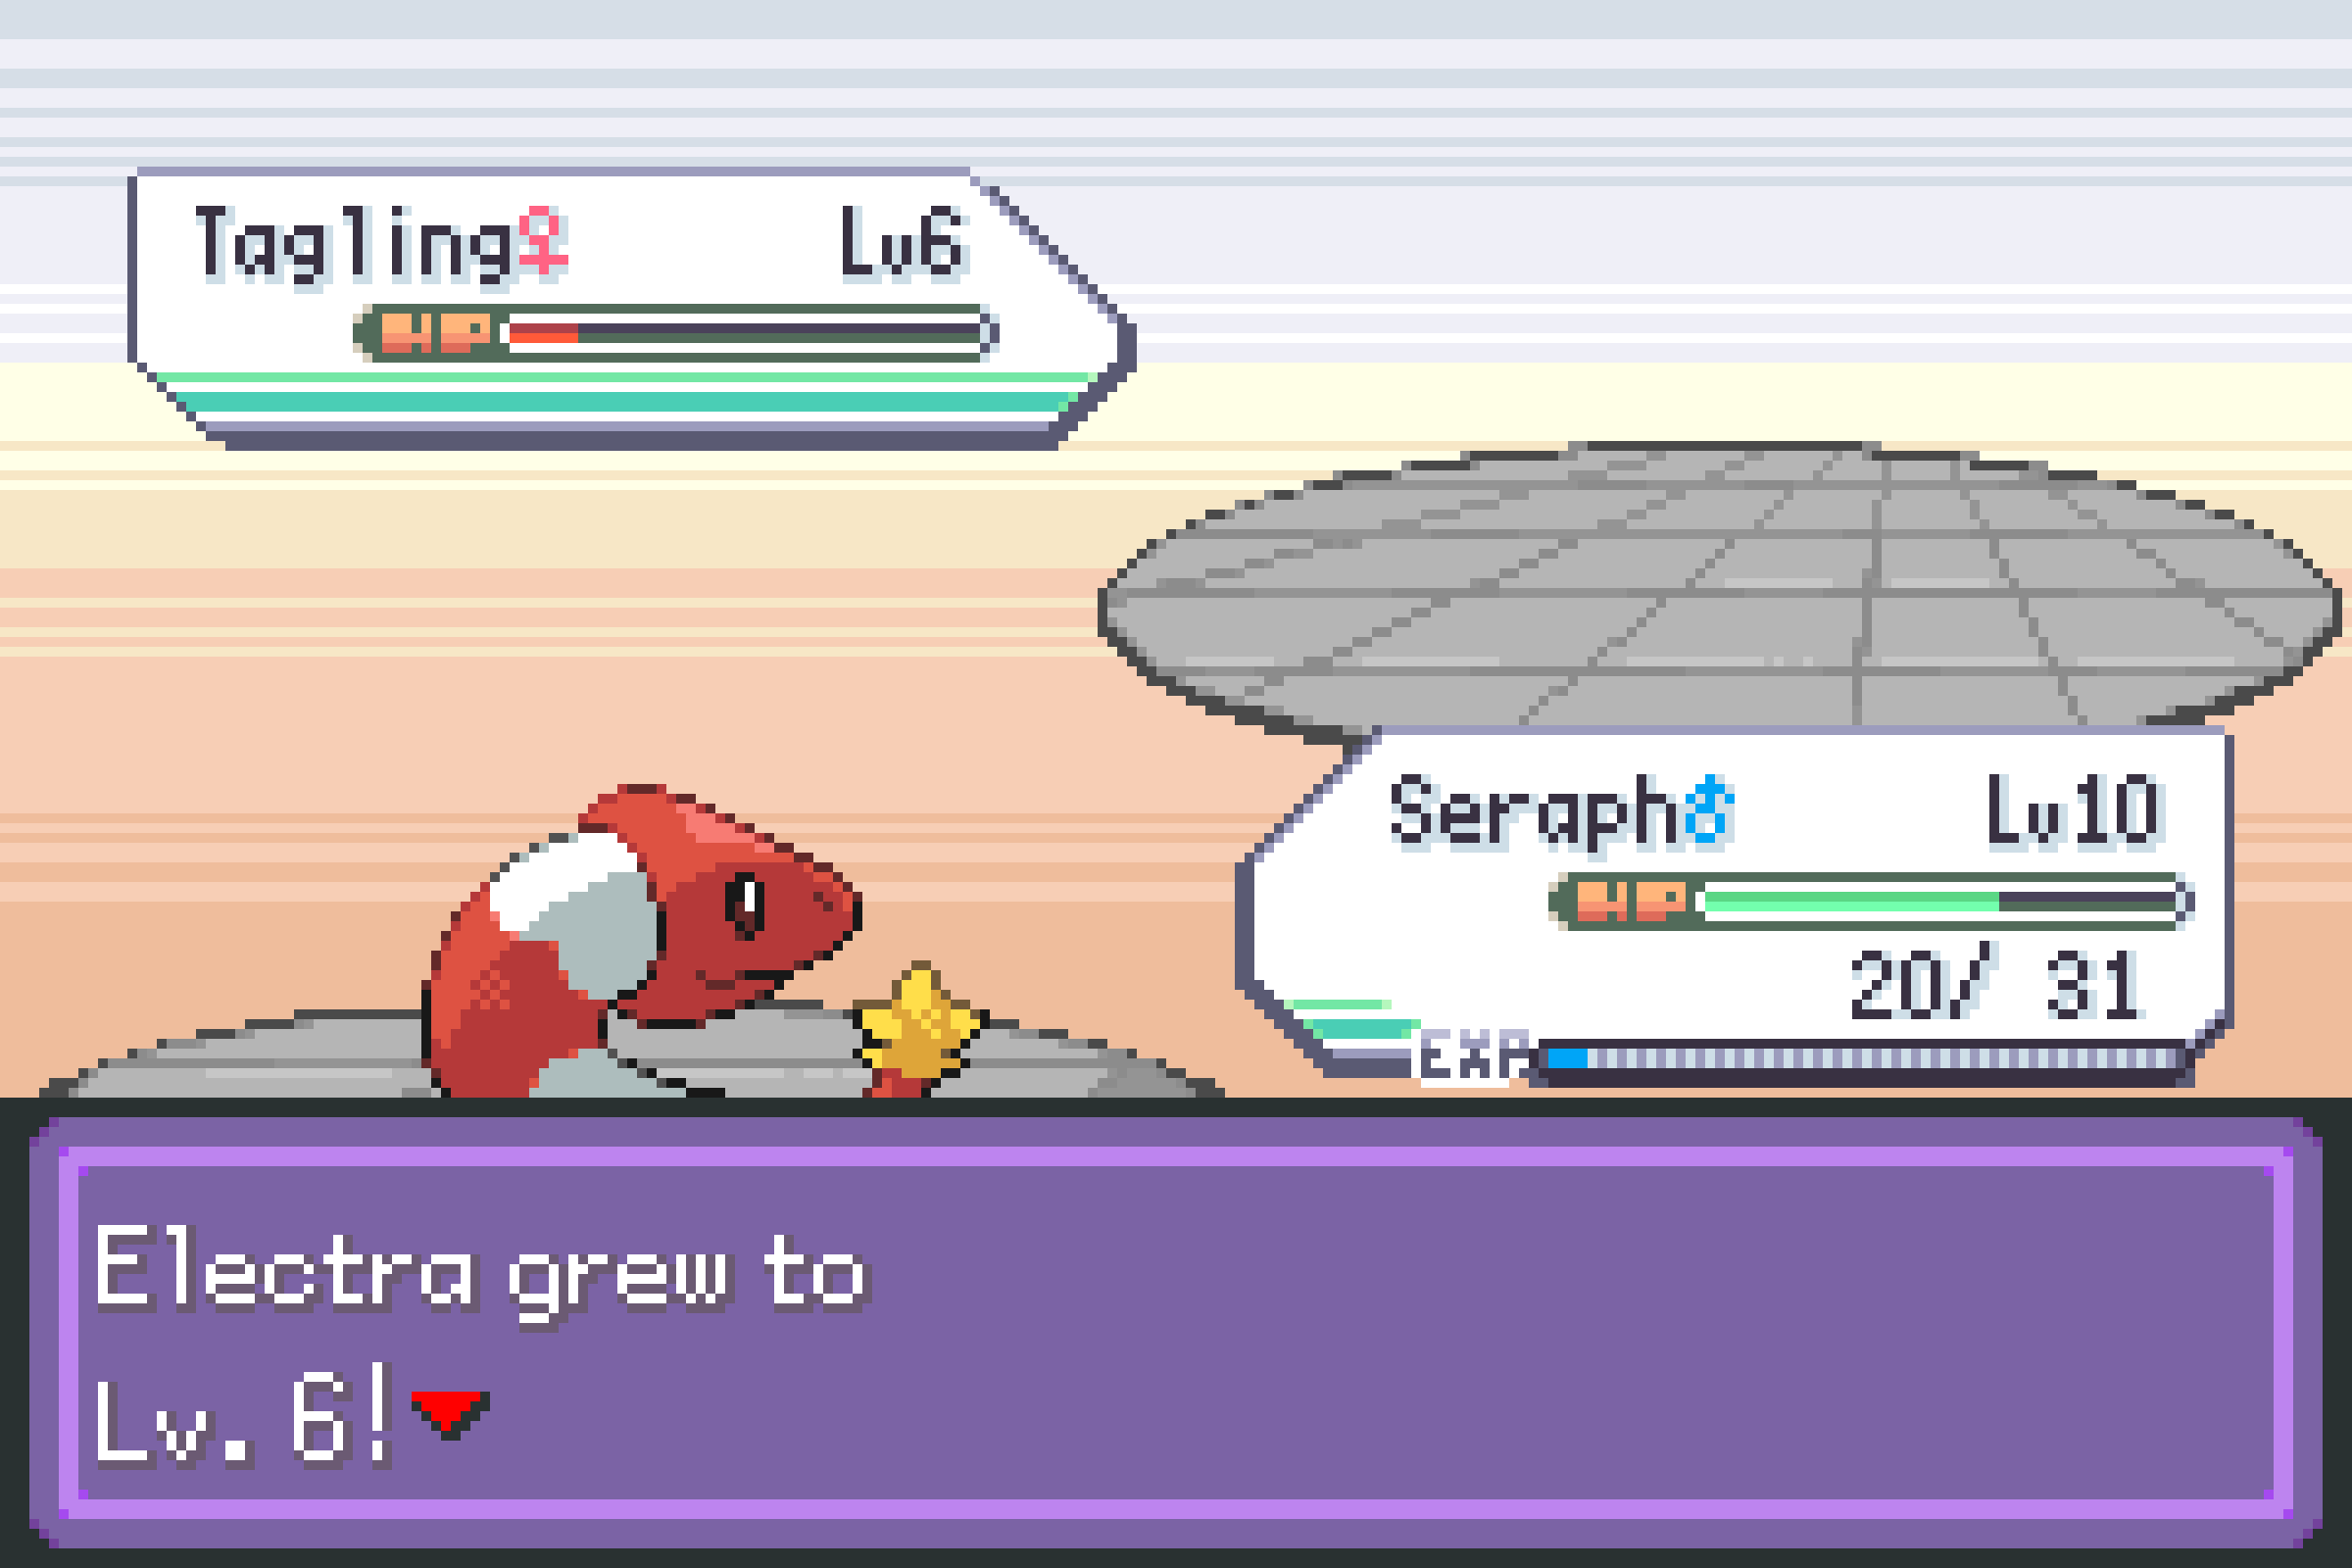 Tagling♀ Lv6
HP
Seraph♂ Lv10
HP
20/ 31
EXP
Electra grew to
Lv. 6!